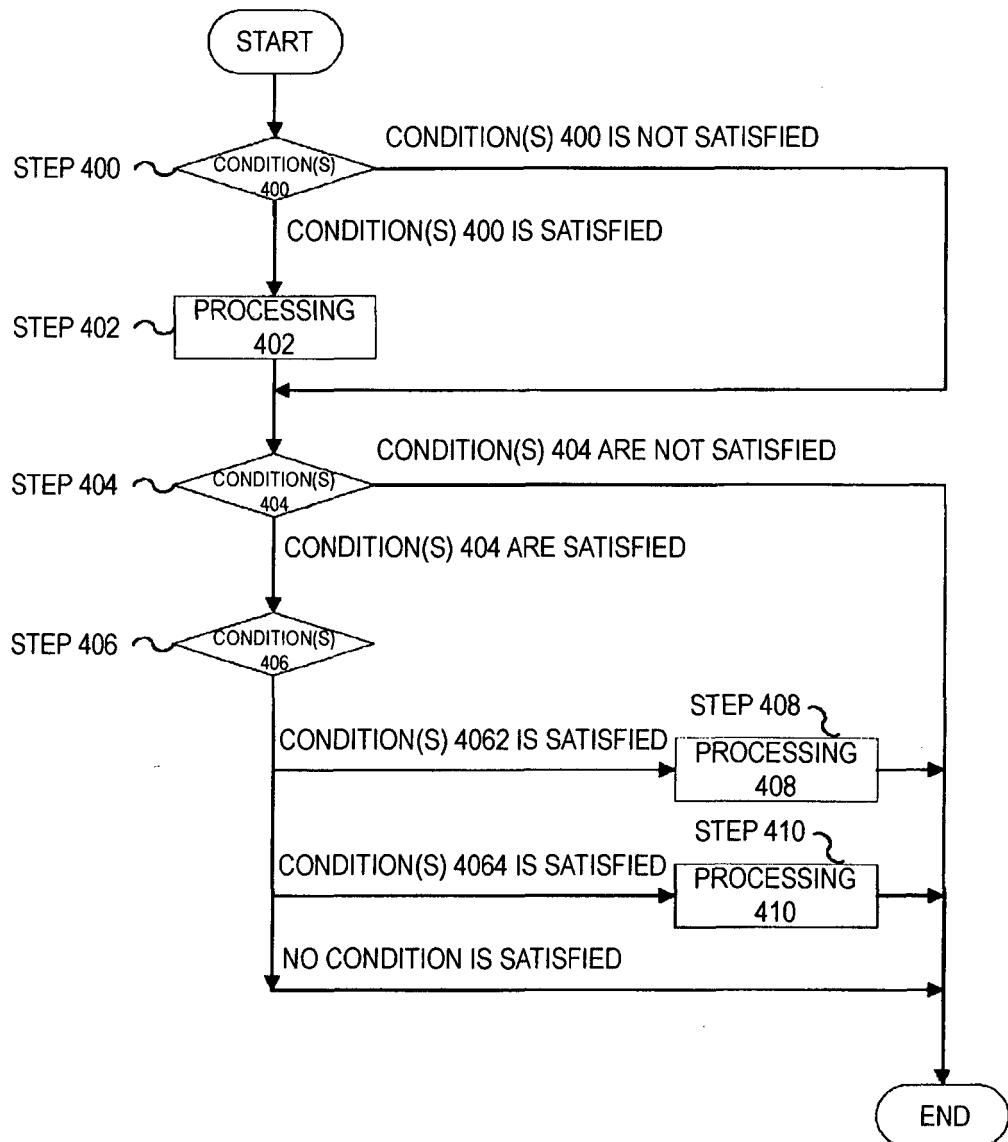 START
CONDITION(S) 400 IS NOT SATISFIED
STEP 400
CONDITION(S)
400
CONDITION(S) 400 IS SATISFIED
STEP 402
PROCESSING
402
CONDITION(S) 404 ARE NOT SATISFIED
STEP 404
CONDITION(S)
404
CONDITION(S) 404 ARE SATISFIED
STEP 406
CONDITION(S)
406
STEP 408
CONDITION(S) 4062 IS SATISFIED
PROCESSING
408
STEP 410
CONDITION(S) 4064 IS SATISFIED
PROCESSING
410
NO CONDITION IS SATISFIED
END